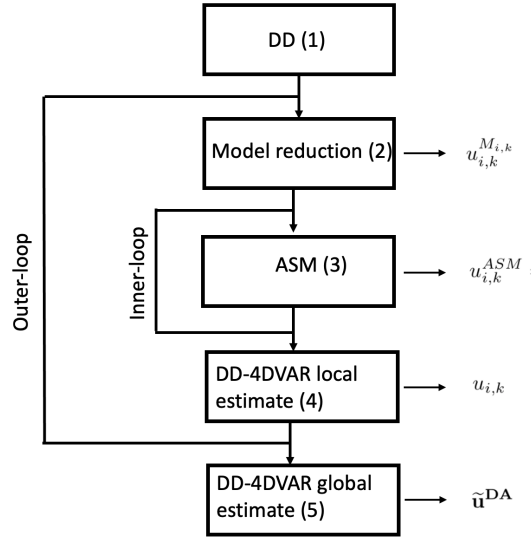 DD (1)
Model reduction (2)
u_{i,k}^{M_{i,k}}
Outer-loop
Inner-loop
ASM (3)
u_{i,k}^{ASM}
DD-4DVAR local
estimate (4)
u_{i,k}
DD-4DVAR global
estimate (5)
ũ^{DA}